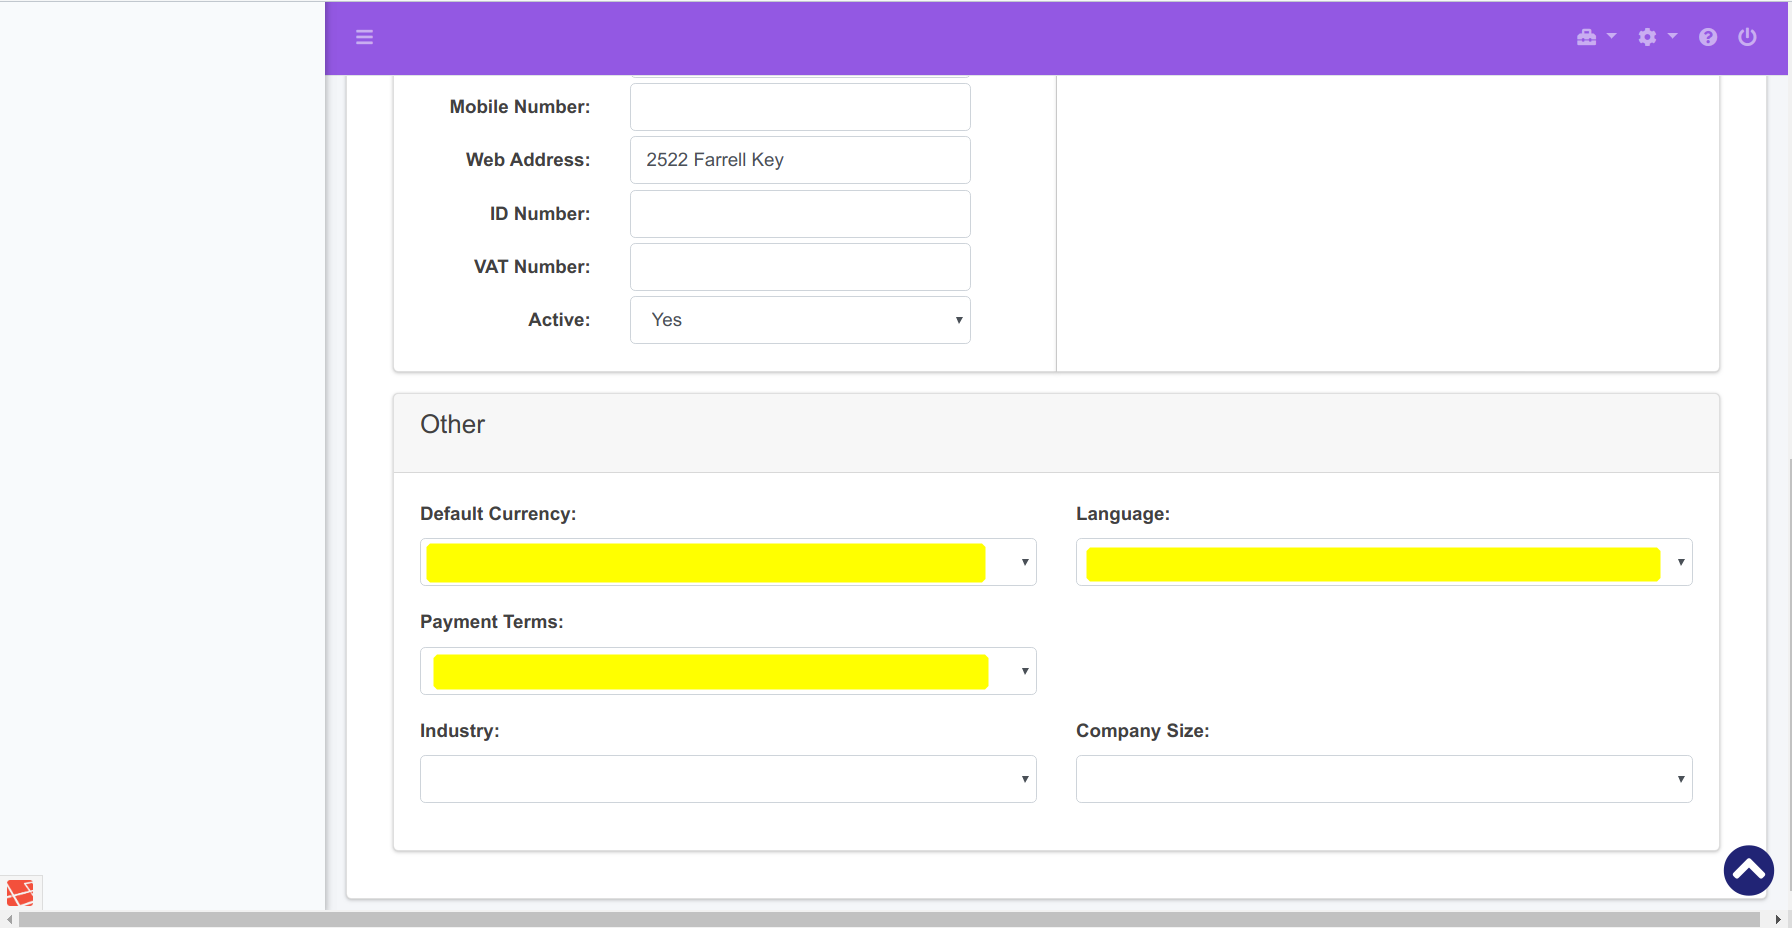 Mobile Number:
Web Address: 2522 Farrell Key
ID Number:
VAT Number:
Active: Yes
Other
Default Currency: Language:
Payment Terms:
Industry: Company Size: